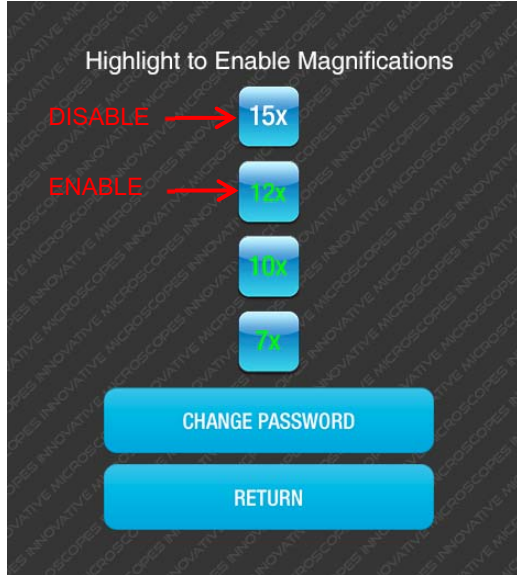 Highlight to Enable Magnifications
DISABLE
15x
ENABLE
12x
10x
7x
CHANGE PASSWORD
RETURN